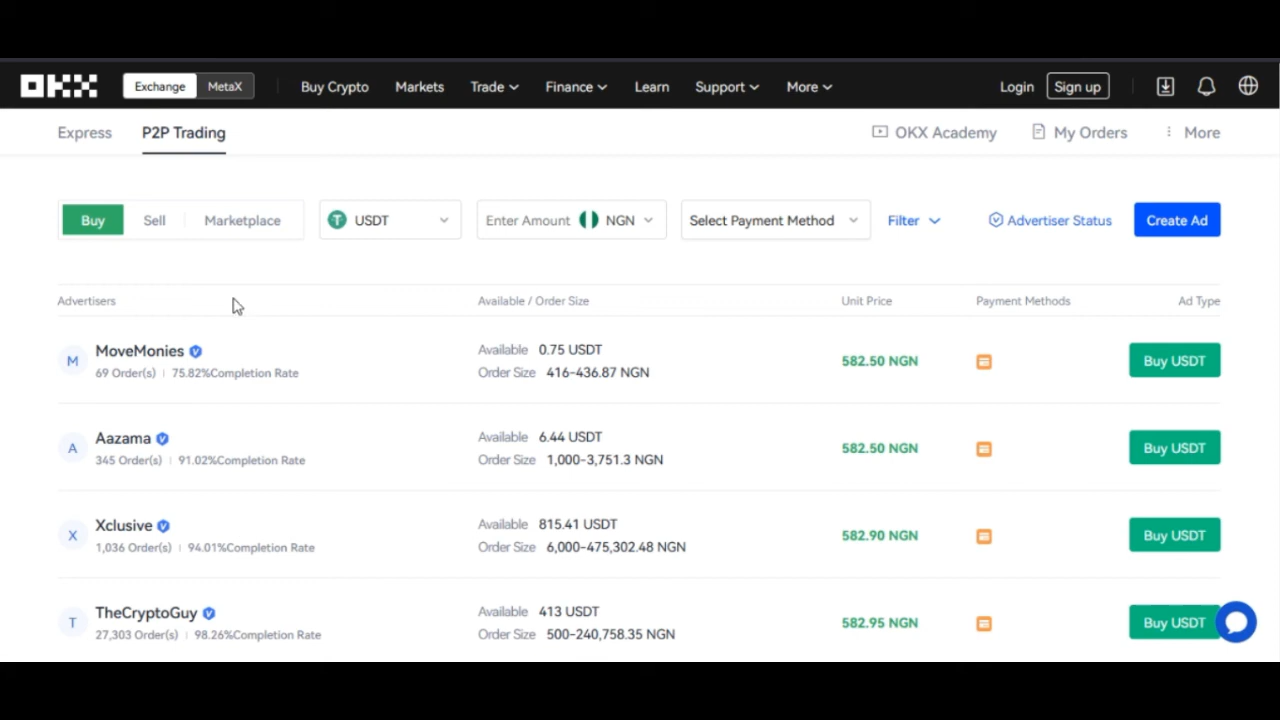 OKX Exchange MetaX Buy Crypto Markets Trade Finance Learn Support More Login Sign up
Express P2P Trading OKX Academy My Orders More
Buy Sell Marketplace T USDT Enter Amount NGN Select Payment Method Filter Advertiser Status Create Ad
Advertisers Available / Order Size Unit Price Payment Methods Ad Type
M MoveMonies Available 0.75 USDT 582.50 NGN Buy USDT
69 Order(s) | 75.82%Completion Rate Order Size 416-436.87 NGN
A Aazama Available 6.44 USDT 582.50 NGN Buy USDT
345 Order(s) | 91.02%Completion Rate Order Size 1,000-3,751.3 NGN
X Xclusive Available 815.41 USDT 582.90 NGN Buy USDT
1,036 Order(s) | 94.01%Completion Rate Order Size 6,000-475,302.48 NGN
T TheCryptoGuy Available 413 USDT 582.95 NGN Buy USDT
27,303 Order(s) | 98.26%Completion Rate Order Size 500-240,758.35 NGN